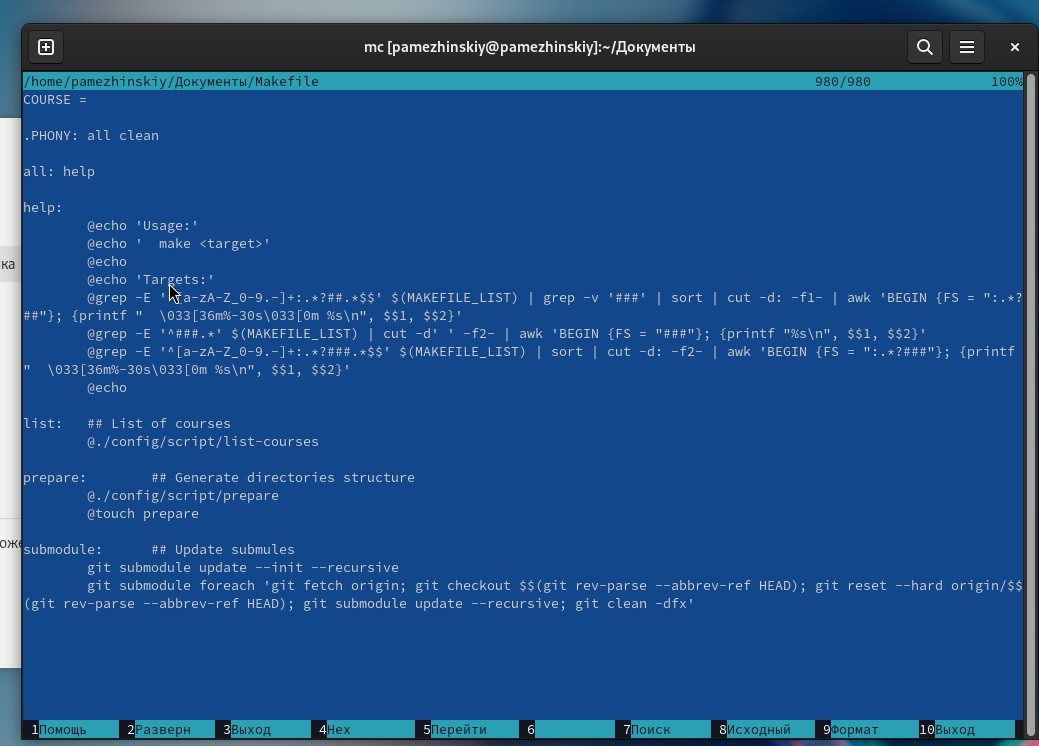 mc [pamezhinskiy@pamezhinskiy]:~/Документы
/home/pamezhinskiy/Документы/Makefile 980/980 100%
COURSE =
.PHONY: all clean
all: help
help:
@echo 'Usage:'
@echo '  make <target>'
@echo
@echo 'Targets:'
@grep -E '^[a-zA-Z_0-9.-]+:.*?##.*$$' $(MAKEFILE_LIST) | grep -v '###' | sort | cut -d: -f1- | awk 'BEGIN {FS = ":.*?
##"}; {printf "  \033[36m%-30s\033[0m %s\n", $$1, $$2}'
@grep -E '^###.*' $(MAKEFILE_LIST) | cut -d' ' -f2- | awk 'BEGIN {FS = "###"}; {printf "%s\n", $$1, $$2}'
@grep -E '^[a-zA-Z_0-9.-]+:.*?###.*$$' $(MAKEFILE_LIST) | sort | cut -d: -f2- | awk 'BEGIN {FS = ":.*?###"}; {printf
"  \033[36m%-30s\033[0m %s\n", $$1, $$2}'
@echo
ка
list:   ## List of courses
@./config/script/list-courses
prepare:        ## Generate directories structure
@./config/script/prepare
@touch prepare
оже
submodule:      ## Update submules
git submodule update --init --recursive
git submodule foreach 'git fetch origin; git checkout $$(git rev-parse --abbrev-ref HEAD); git reset --hard origin/$$
(git rev-parse --abbrev-ref HEAD); git submodule update --recursive; git clean -dfx'
1Помощь 2Разверн 3Выход 4Hex 5Перейти 6 7Поиск 8Исходный 9Формат 10Выход